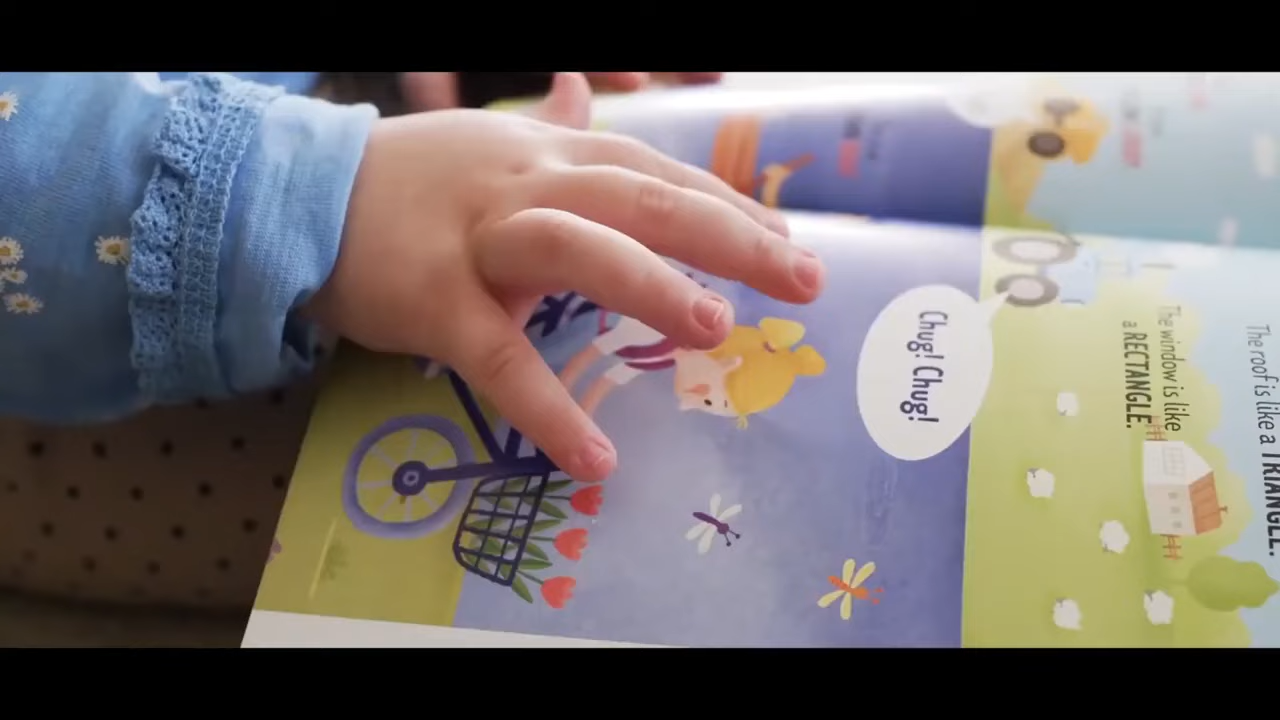 Chug! Chug!
The window is like
a RECTANGLE.
The roof is like a TRIANGLE.